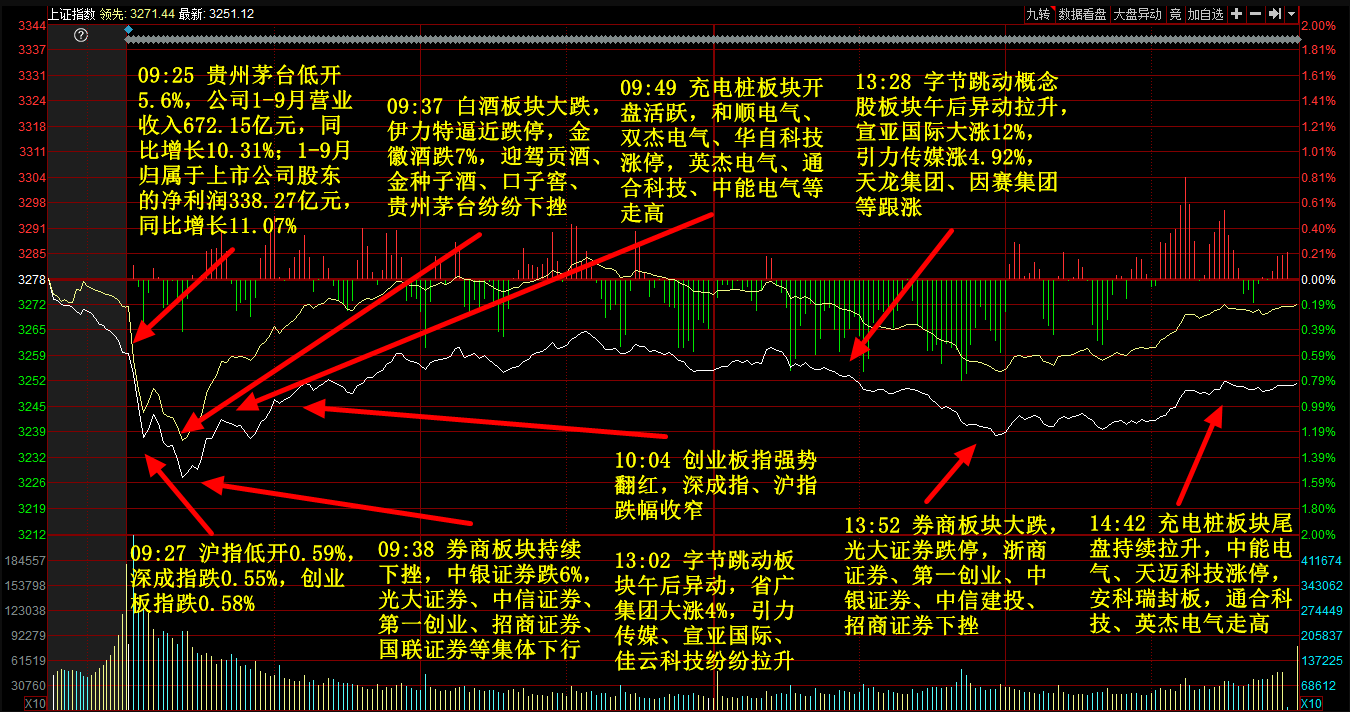 上证指数 领先: 3271.44 最新: 3251.12
九转 数据看盘 大盘异动 竞 加自选
3344
3337
3331
3324
3318
3311
3304
3298
3291
3285
3278
3272
3265
3259
3252
3245
3239
3232
3226
3219
3212
184557
153798
123038
92279
61519
30760
X10
09:25 贵州茅台低开
5.6%，公司1-9月营业
收入672.15亿元，同
比增长10.31%；1-9月
归属于上市公司股东
的净利润338.27亿元，
同比增长11.07%
09:37 白酒板块大跌，
伊力特逼近跌停，金
徽酒跌7%，迎驾贡酒、
金种子酒、口子窖、
贵州茅台纷纷下挫
09:49 充电桩板块开
盘活跃，和顺电气、
双杰电气、华自科技
涨停，英杰电气、通
合科技、中能电气等
走高
13:28 字节跳动概念
股板块午后异动拉升，
宣亚国际大涨12%，
引力传媒涨4.92%，
天龙集团、因赛集团
等跟涨
09:27 沪指低开0.59%，
深成指跌0.55%，创业
板指跌0.58%
09:38 券商板块持续
下挫，中银证券跌6%，
光大证券、中信证券、
第一创业、招商证券、
国联证券等集体下行
10:04 创业板指强势
翻红，深成指、沪指
跌幅收窄
13:02 字节跳动板
块午后异动，省广
集团大涨4%，引力
传媒、宣亚国际、
佳云科技纷纷拉升
13:52 券商板块大跌，
光大证券跌停，浙商
证券、第一创业、中
银证券、中信建投、
招商证券下挫
14:42 充电桩板块尾
盘持续拉升，中能电
气、天迈科技涨停，
安科瑞封板，通合科
技、英杰电气走高
2.00%
1.81%
1.61%
1.41%
1.21%
1.01%
0.81%
0.61%
0.40%
0.21%
0.00%
0.19%
0.39%
0.59%
0.79%
0.99%
1.19%
1.39%
1.59%
1.80%
2.00%
411674
343062
274449
205837
137225
68612
X10